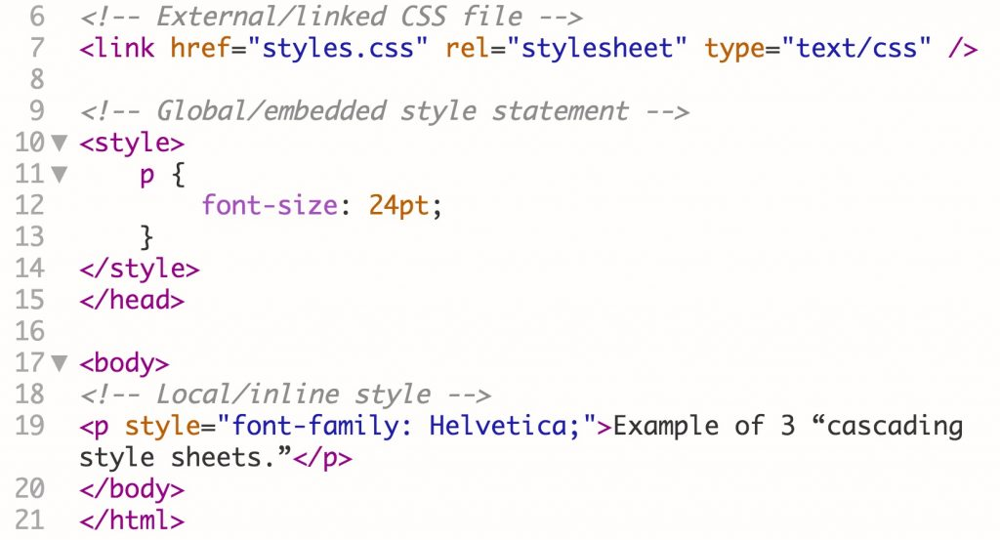 6 <!-- External/linked CSS file -->
7 <link href="styles.css" rel="stylesheet" type="text/css" />
8
9 <!-- Global/embedded style statement -->
10 ▼ <style>
11 ▼     p {
12         font-size: 24pt;
13     }
14 </style>
15 </head>
16
17 ▼ <body>
18 <!-- Local/inline style -->
19 <p style="font-family: Helvetica;">Example of 3 “cascading
style sheets.”</p>
20 </body>
21 </html>